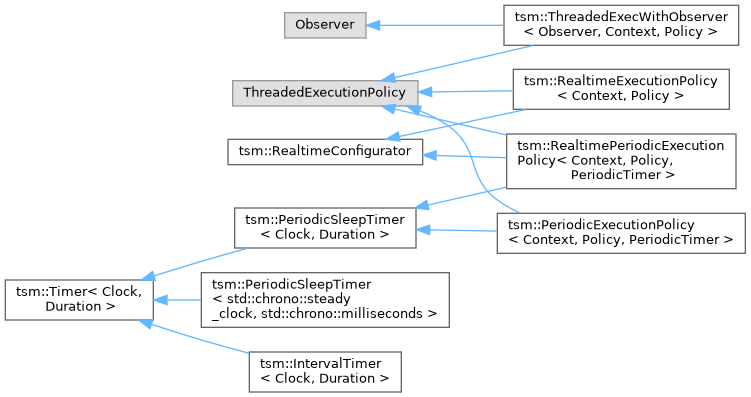 Observer
tsm::ThreadedExecWithObserver
< Observer, Context, Policy >
ThreadedExecutionPolicy
tsm::RealtimeExecutionPolicy
< Context, Policy >
tsm::RealtimeConfigurator
tsm::RealtimePeriodicExecution
Policy< Context, Policy,
PeriodicTimer >
tsm::PeriodicSleepTimer
< Clock, Duration >
tsm::PeriodicExecutionPolicy
< Context, Policy, PeriodicTimer >
tsm::Timer< Clock,
Duration >
tsm::PeriodicSleepTimer
< std::chrono::steady
_clock, std::chrono::milliseconds >
tsm::IntervalTimer
< Clock, Duration >